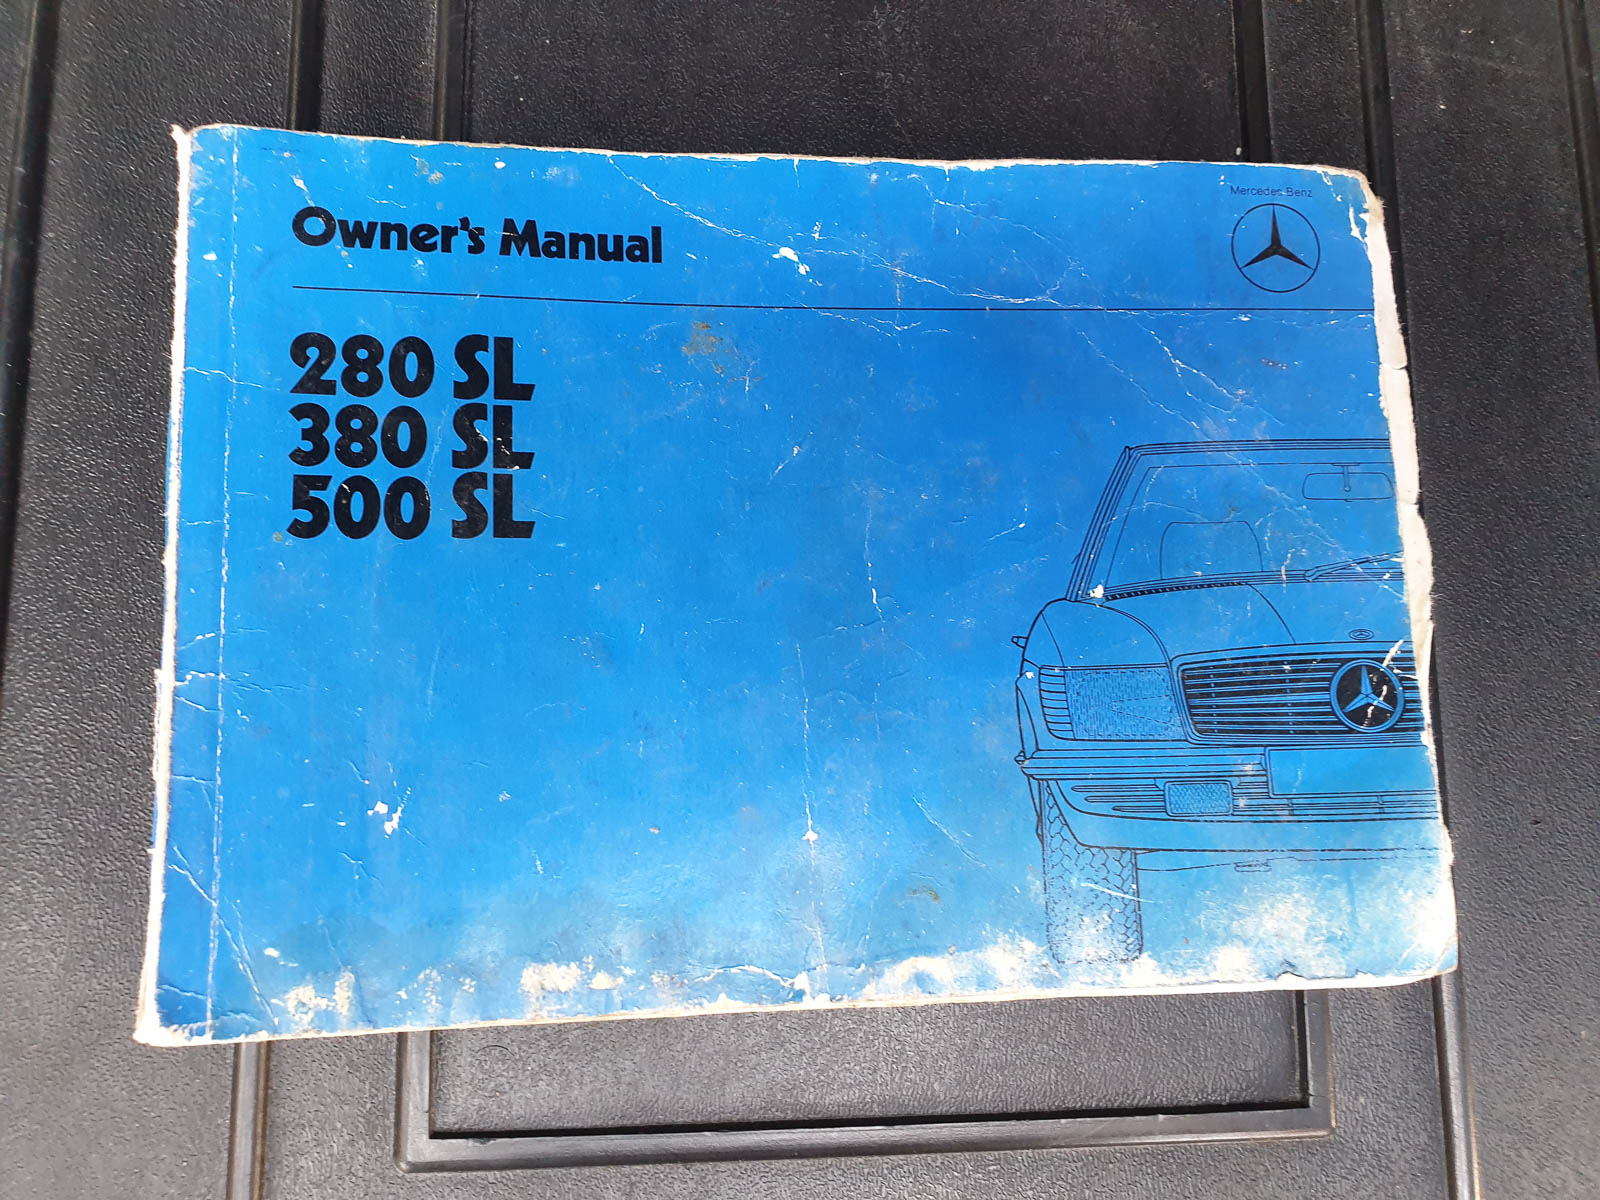 Mercedes Benz
Owner's Manual
280 SL
380 SL
500 SL